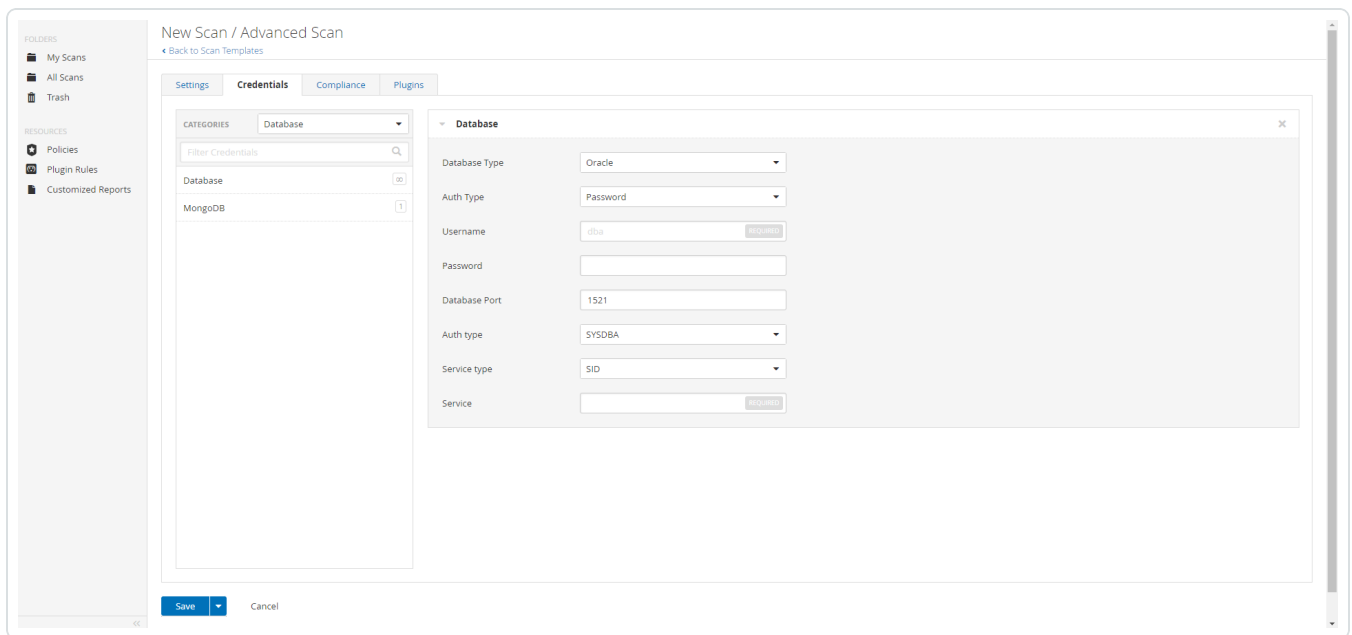 New Scan / Advanced Scan
‹ Back to Scan Templates
FOLDERS
My Scans
All Scans
Trash
RESOURCES
Policies
Plugin Rules
Customized Reports
Settings
Credentials
Compliance
Plugins
CATEGORIES
Database
Filter Credentials
Database
∞
MongoDB
1
Database
Database Type
Oracle
Auth Type
Password
Username
dba
REQUIRED
Password
Database Port
1521
Auth type
SYSDBA
Service type
SID
Service
REQUIRED
Save
Cancel